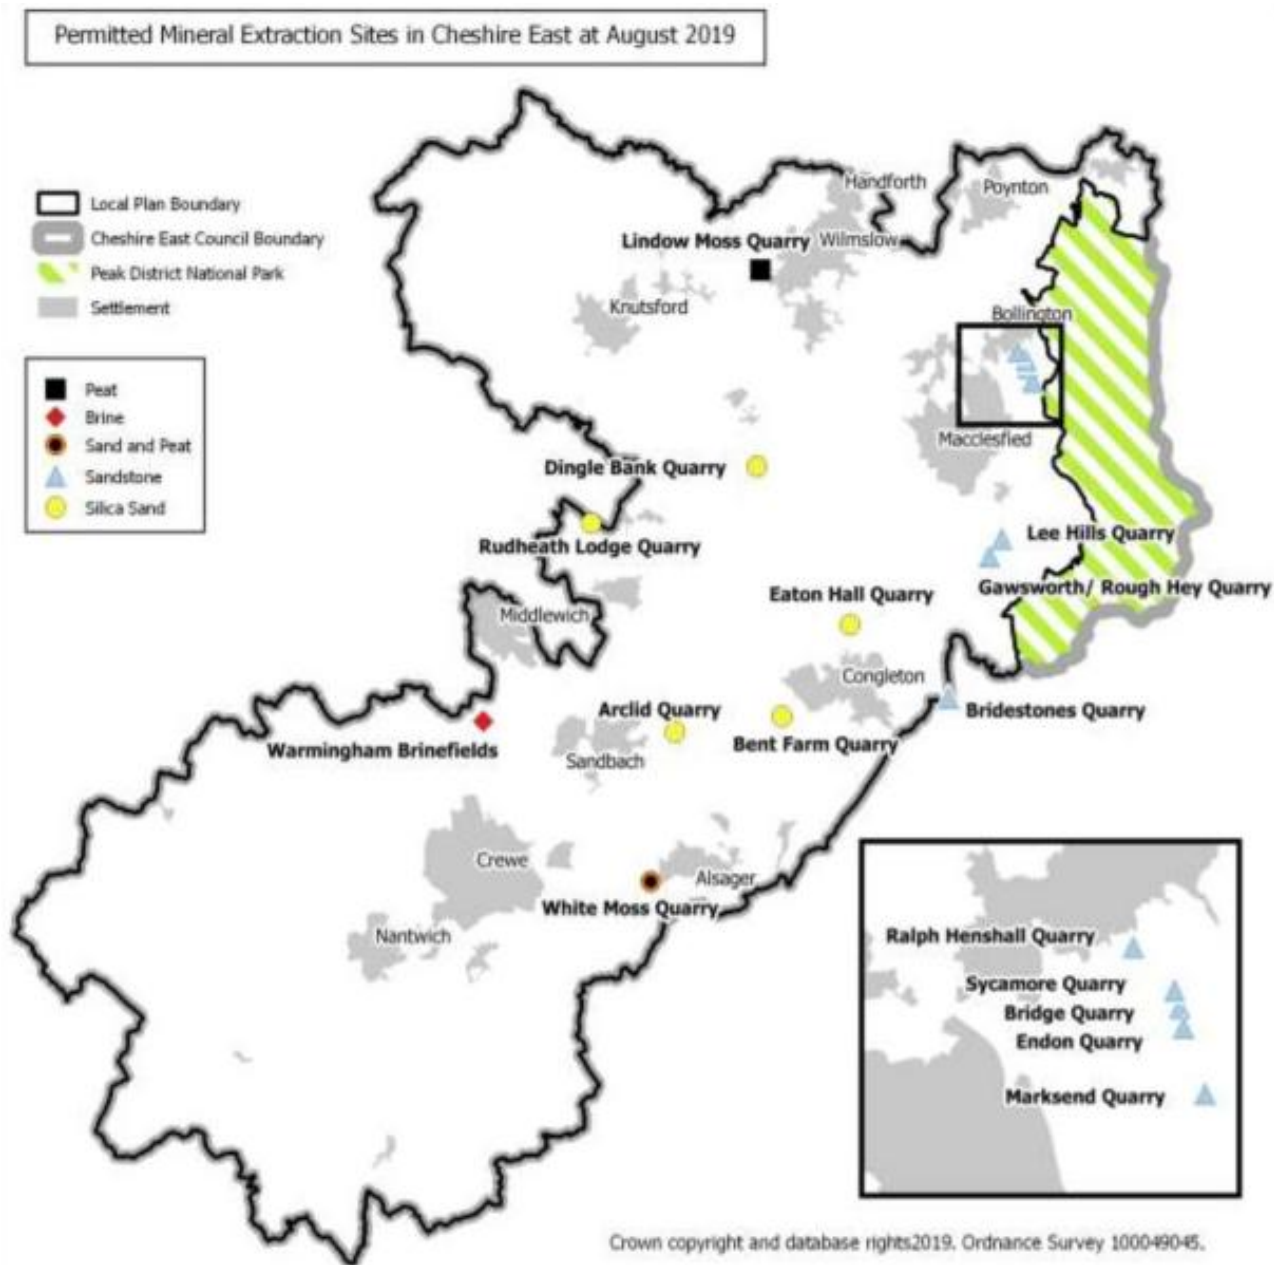 Permitted Mineral Extraction Sites in Cheshire East at August 2019
Local Plan Boundary
Cheshire East Council Boundary
Peak District National Park
Settlement
Peat
Brine
Sand and Peat
Sandstone
Silica Sand
Handforth
Poynton
Lindow Moss Quarry
Wilmslow
Knutsford
Bollington
Macclesfied
Dingle Bank Quarry
Rudheath Lodge Quarry
Lee Hills Quarry
Gawsworth/ Rough Hey Quarry
Eaton Hall Quarry
Middlewich
Congleton
Arclid Quarry
Bridestones Quarry
Bent Farm Quarry
Warmingham Brinefields
Sandbach
Crewe
Alsager
White Moss Quarry
Nantwich
Ralph Henshall Quarry
Sycamore Quarry
Bridge Quarry
Endon Quarry
Marksend Quarry
Crown copyright and database rights2019. Ordnance Survey 100049045.